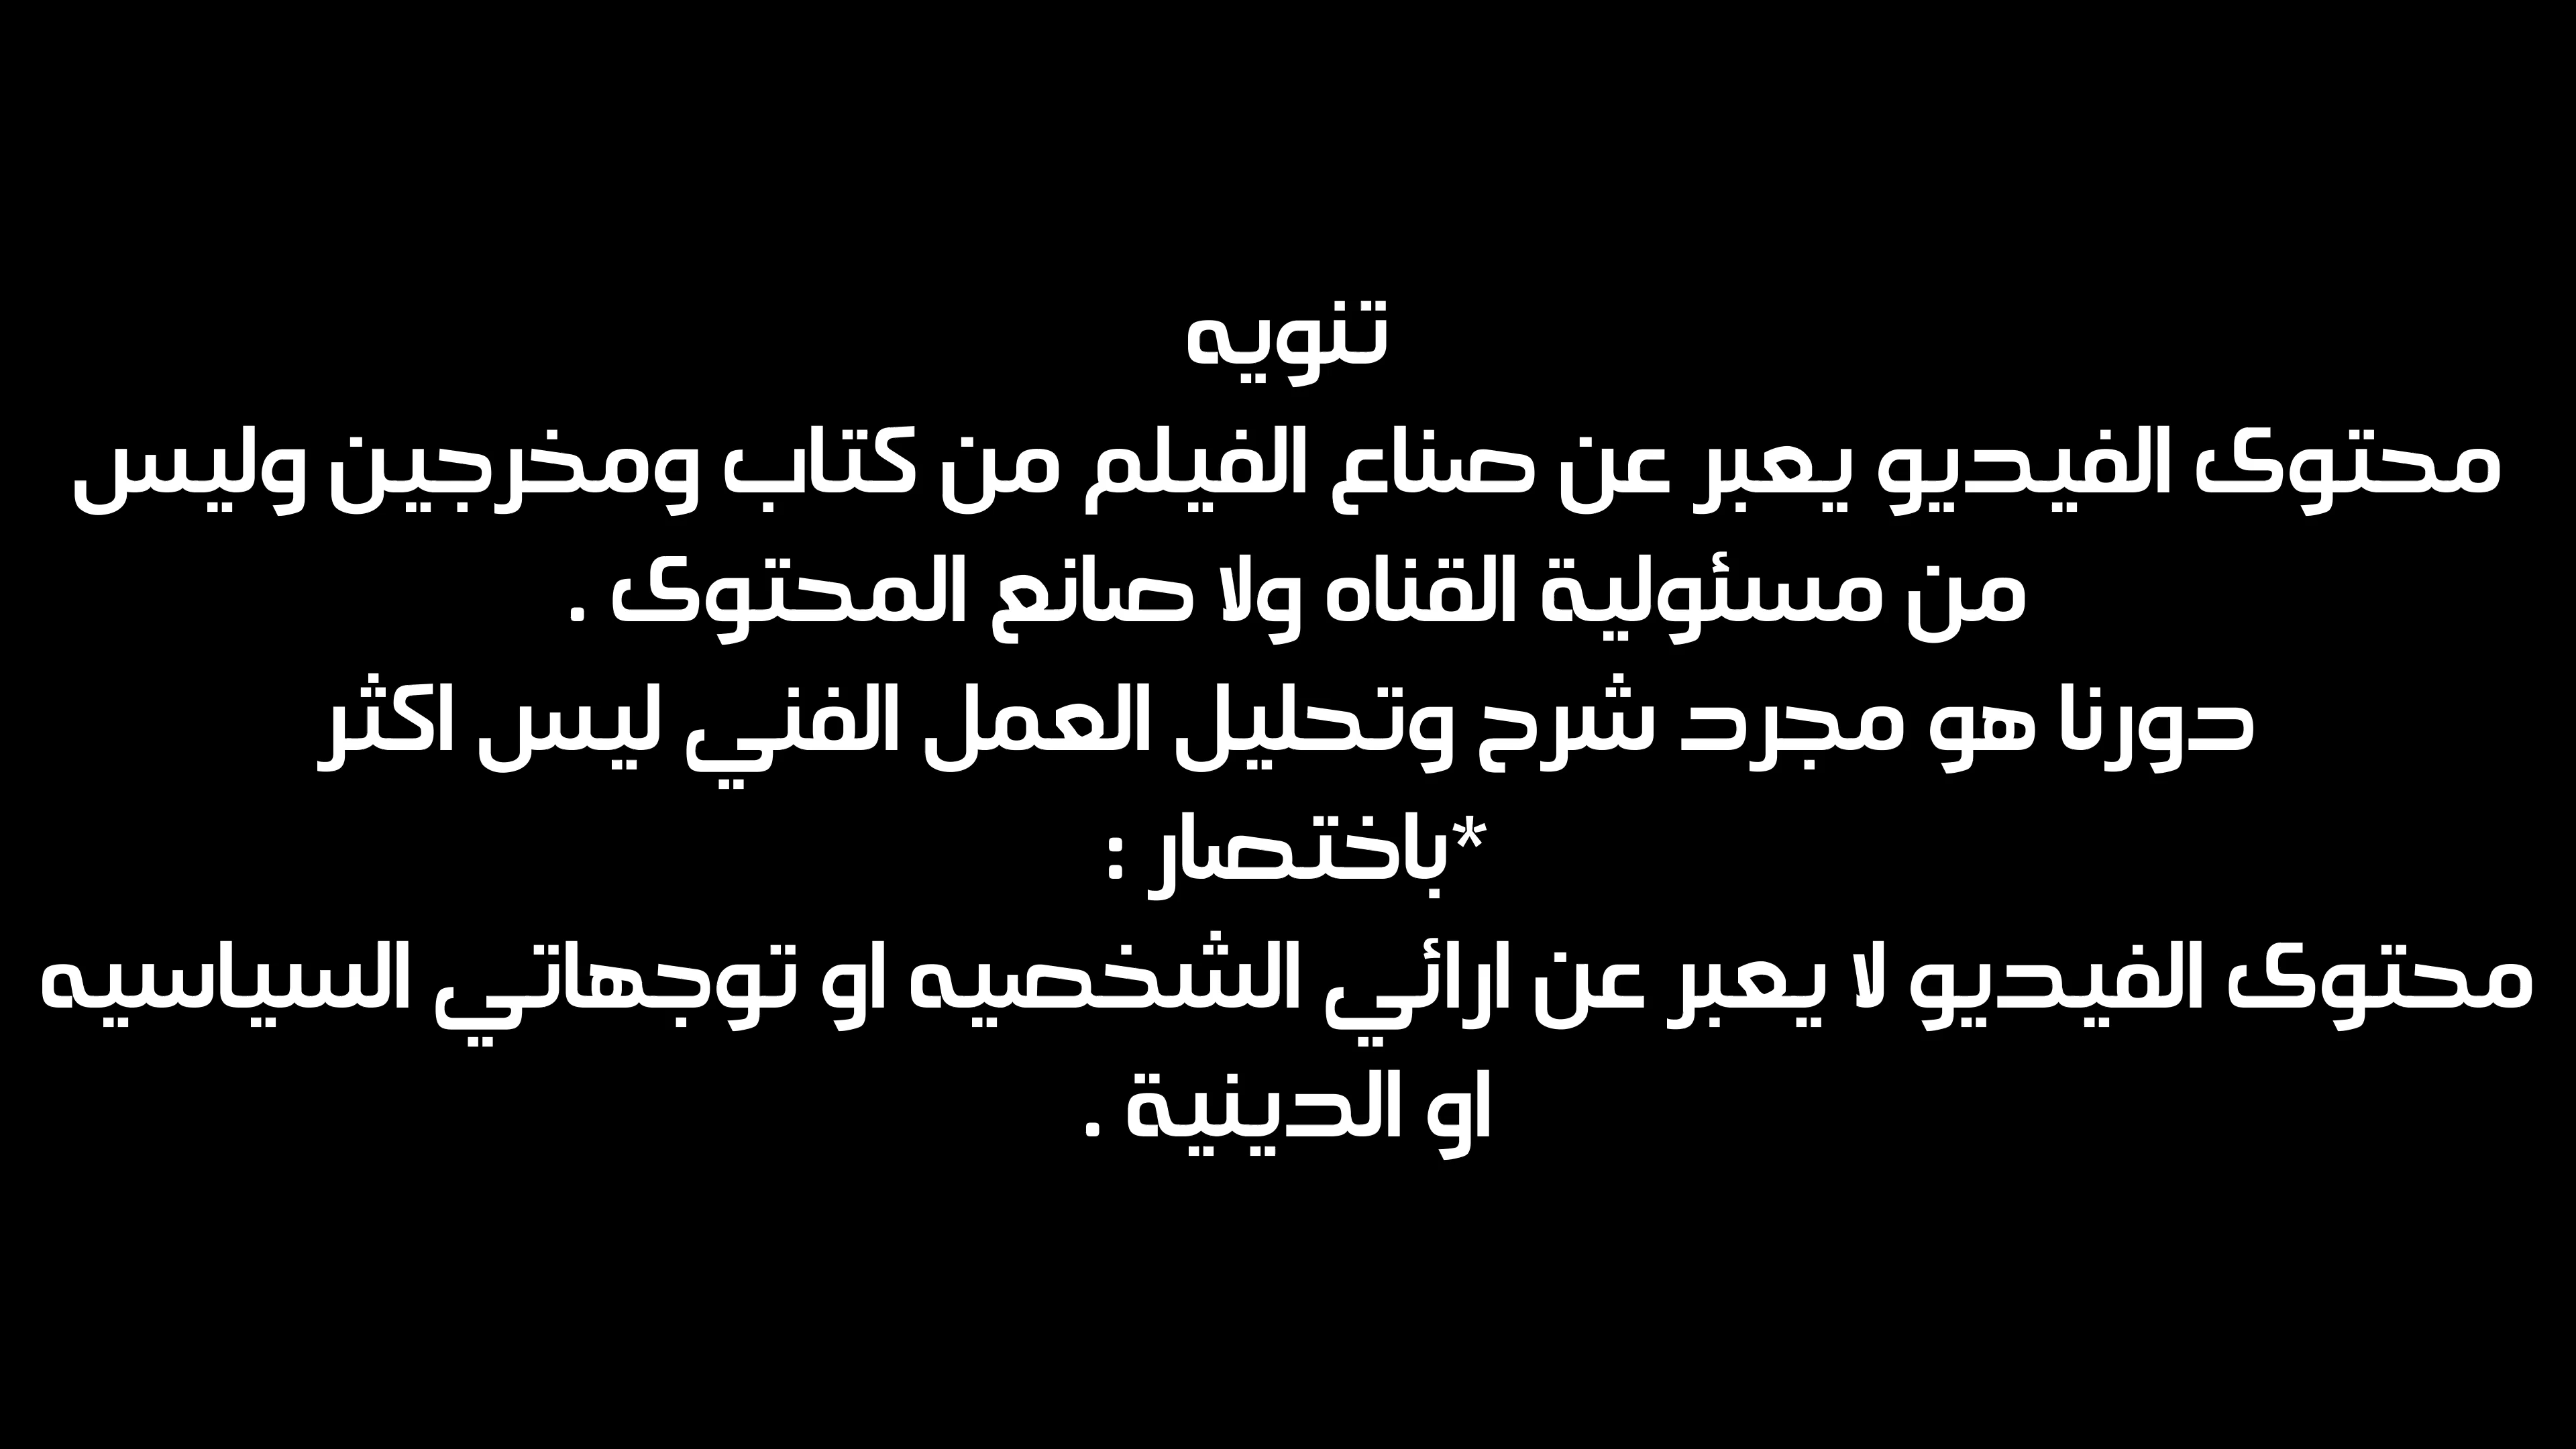 تنويه
محتوى الفيديو يعبر عن صناع الفيلم من كتاب ومخرجين وليس
من مسئولية القناه ولا صانع المحتوى .
دورنا هو مجرد شرح وتحليل العمل الفني ليس اكثر
*باختصار :
محتوى الفيديو لا يعبر عن ارائي الشخصيه او توجهاتي السياسيه
او الدينية .